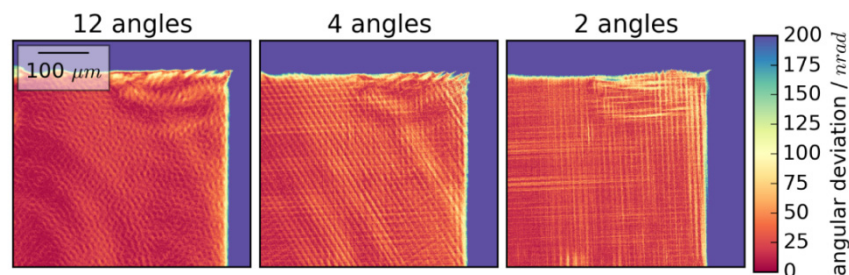 12 angles
4 angles
2 angles
100 μm
200
175
150
125
100
75
50
25
0
angular deviation / nrad